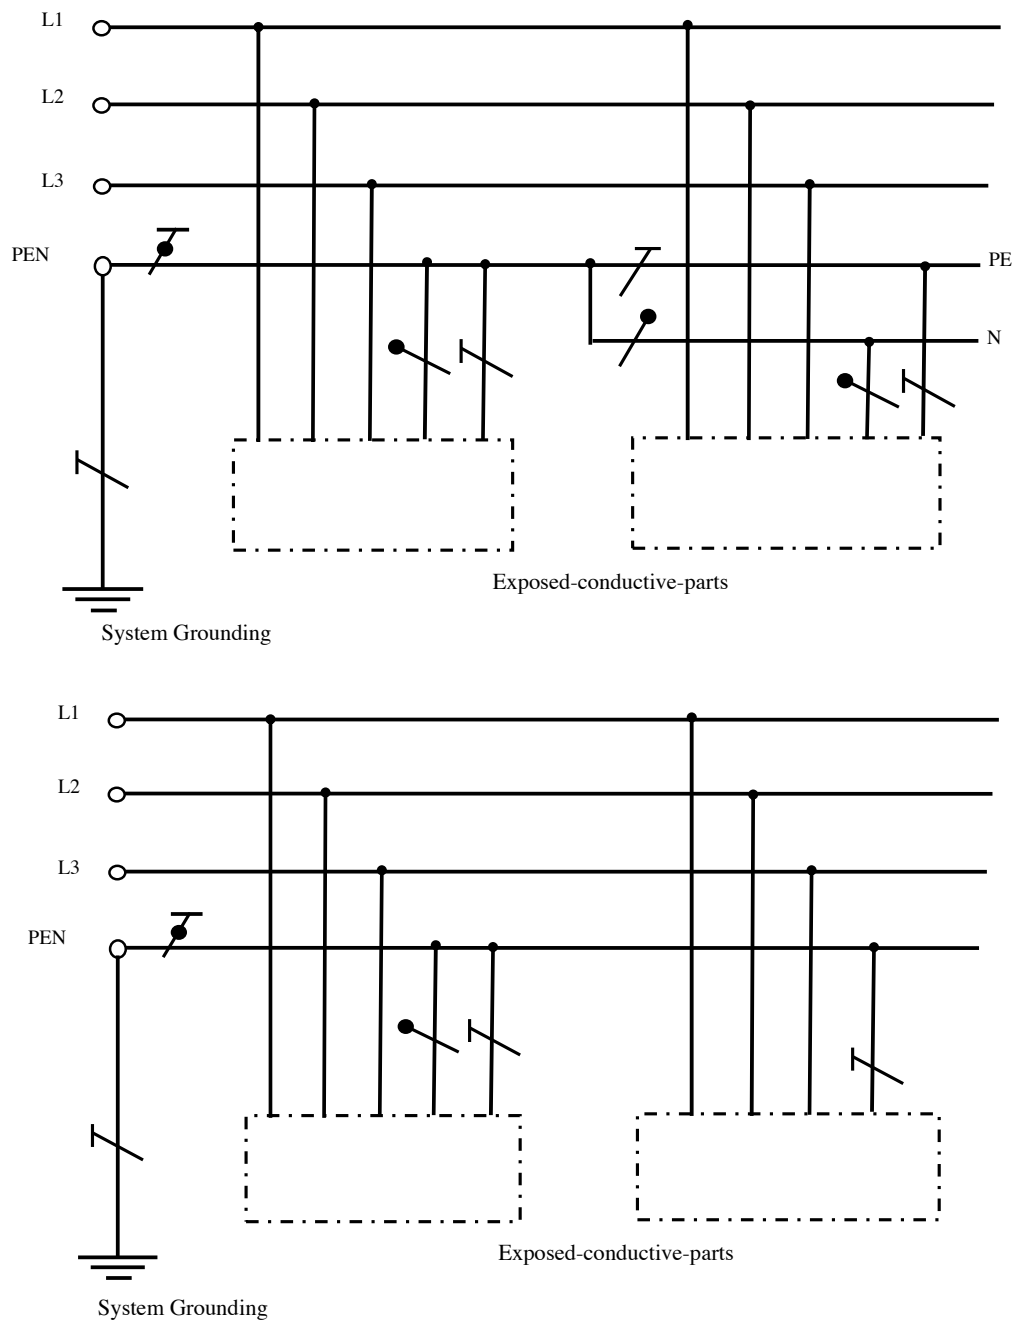 L1
L2
L3
PEN
PE
N
Exposed-conductive-parts
System Grounding
L1
L2
L3
PEN
Exposed-conductive-parts
System Grounding